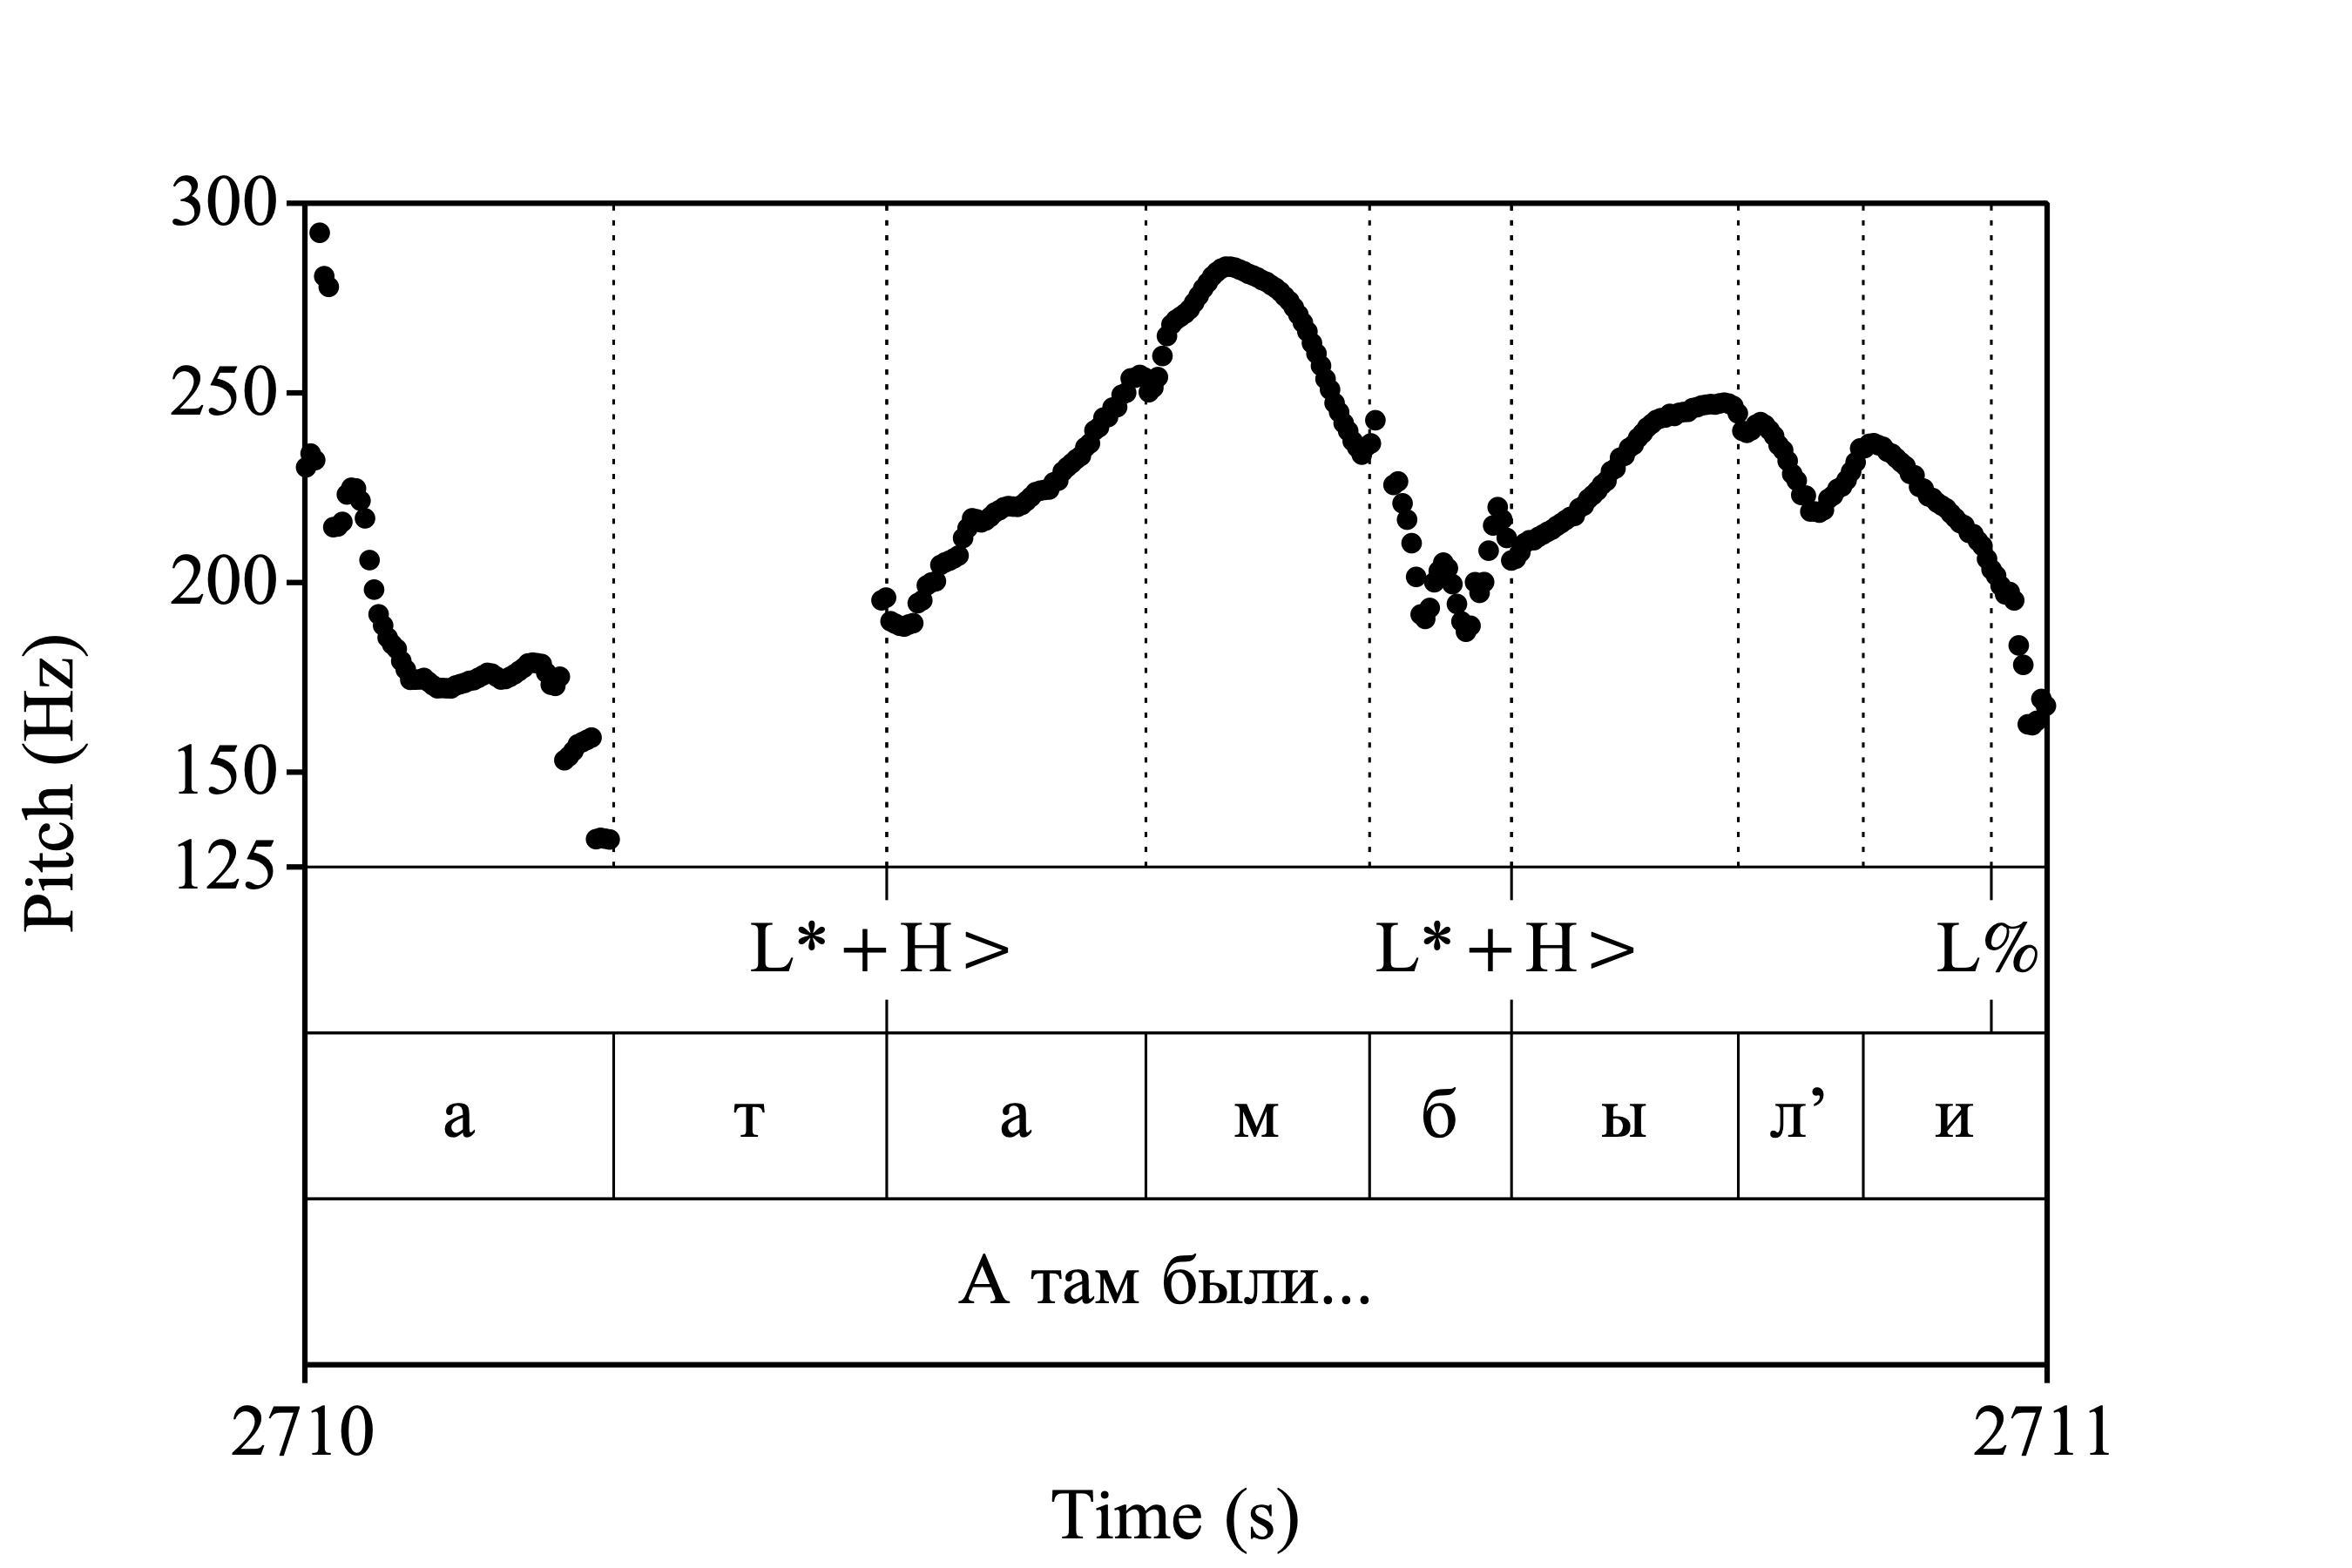 300
250
200
150
125
Pitch (Hz)
L*+H> L*+H> L%
а т а м б ы л’ и
А там были...
2710 2711
Time (s)